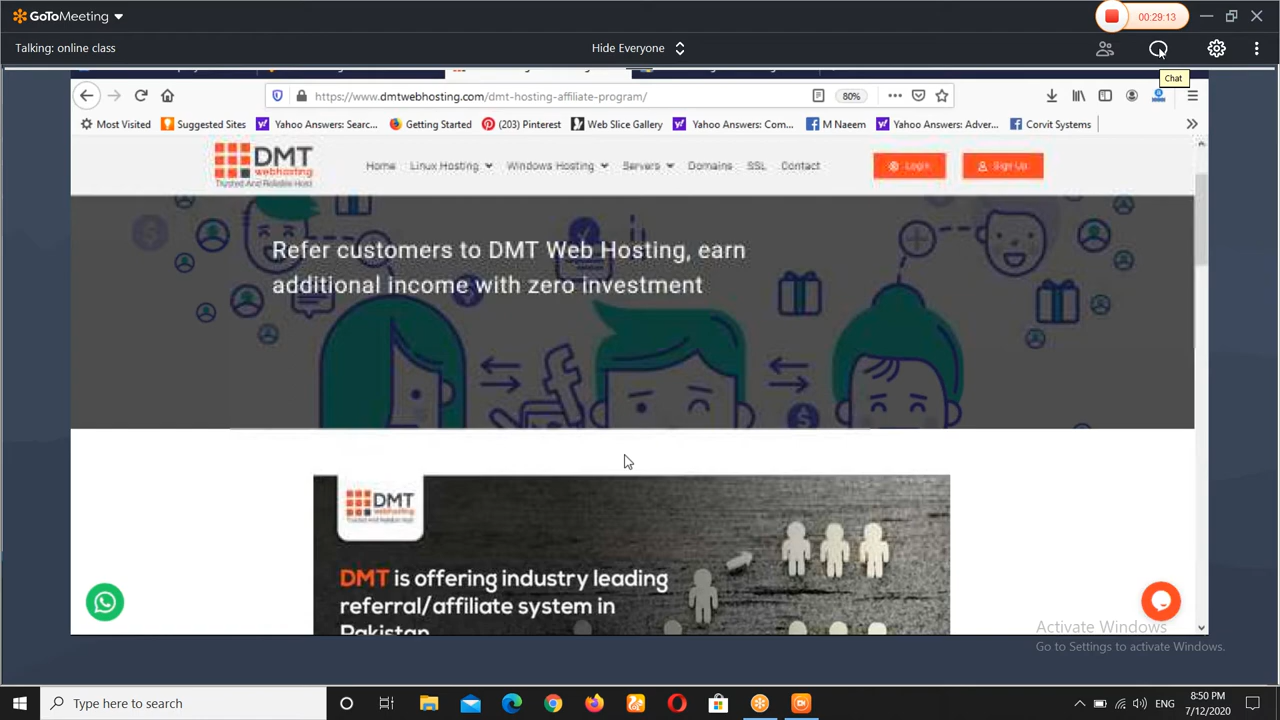 GoToMeeting
00:29:13
Talking: online class
Hide Everyone
Chat
https://www.dmtwebhosting.com/dmt-hosting-affiliate-program/
80%
Most Visited
Suggested Sites
Yahoo Answers: Searc...
Getting Started
(203) Pinterest
Web Slice Gallery
Yahoo Answers: Com...
M Naeem
Yahoo Answers: Adver...
Corvit Systems
DMT
webhosting
Trusted And Reliable Host
Home
Linux Hosting
Windows Hosting
Servers
Domains
SSL
Contact
Login
Sign Up
Refer customers to DMT Web Hosting, earn
additional income with zero investment
DMT
webhosting
Trusted And Reliable Host
DMT is offering industry leading
referral/affiliate system in
Pakistan
Activate Windows
Go to Settings to activate Windows.
Type here to search
ENG
8:50 PM
7/12/2020